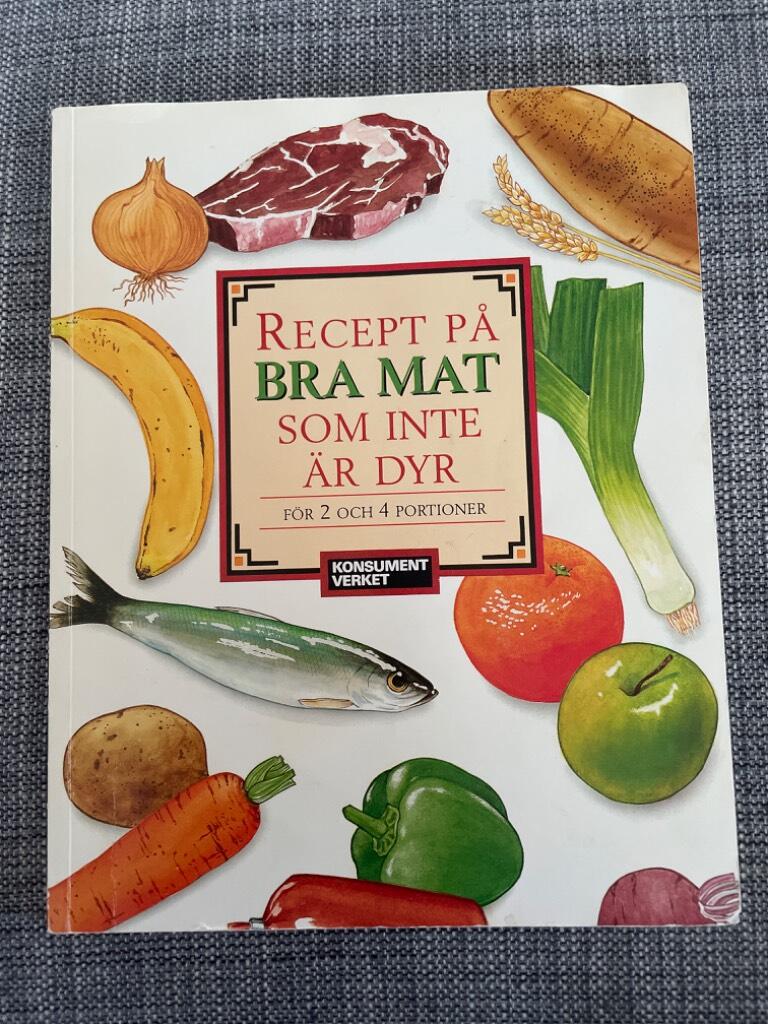 RECEPT PÅ
BRA MAT
SOM INTE
ÄR DYR
FÖR 2 OCH 4 PORTIONER
KONSUMENT
VERKET